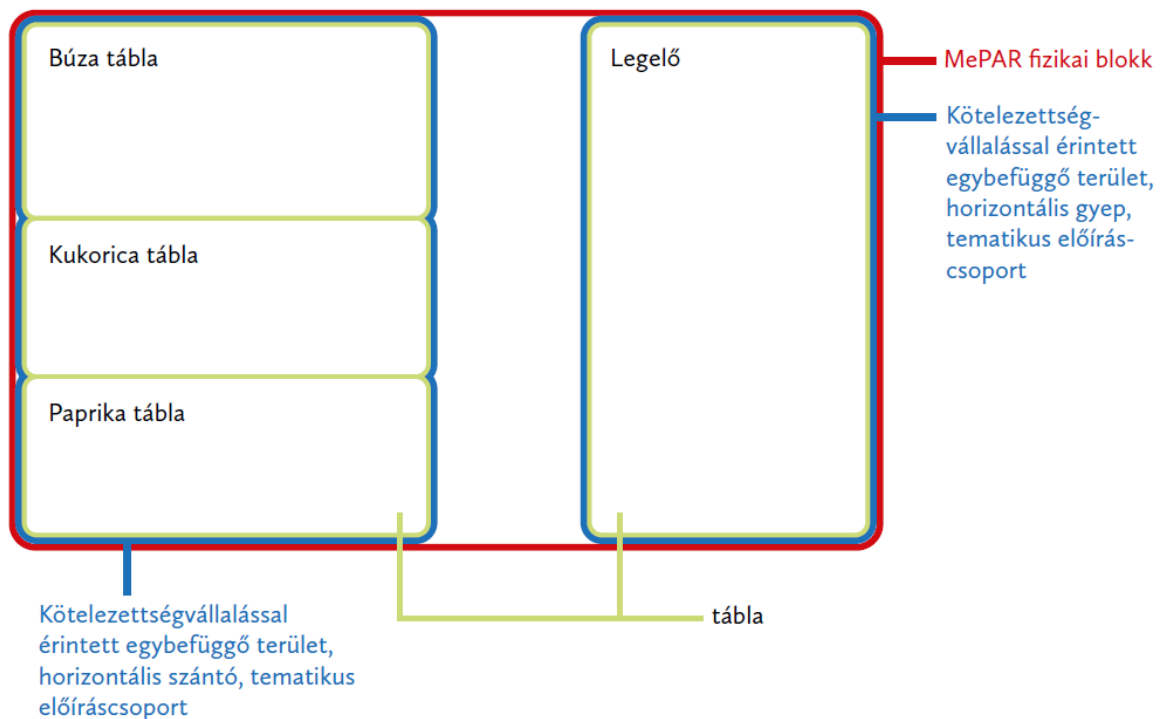 Búza tábla
Legelő
MePAR fizikai blokk
Kötelezettség-
vállalással érintett
egybefüggő terület,
horizontális gyep,
tematikus előírás-
csoport
Kukorica tábla
Paprika tábla
Kötelezettségvállalással
érintett egybefüggő terület,
horizontális szántó, tematikus
előíráscsoport
tábla